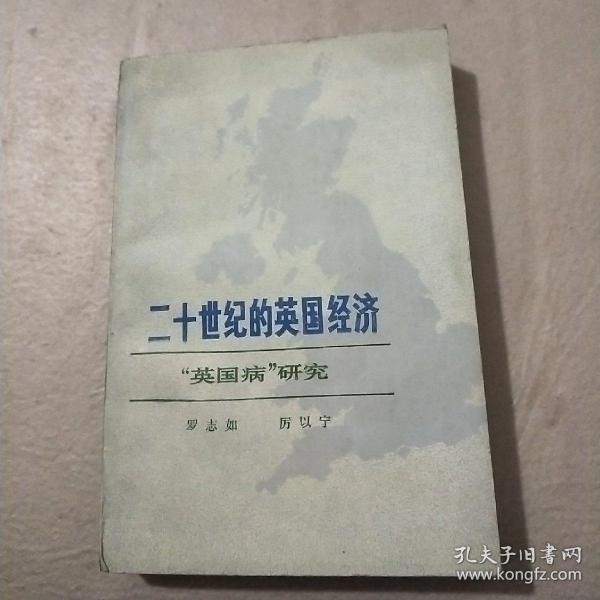 二十世纪的英国经济
“英国病”研究
罗志如 厉以宁
孔夫子旧書网
www.kongfz.com